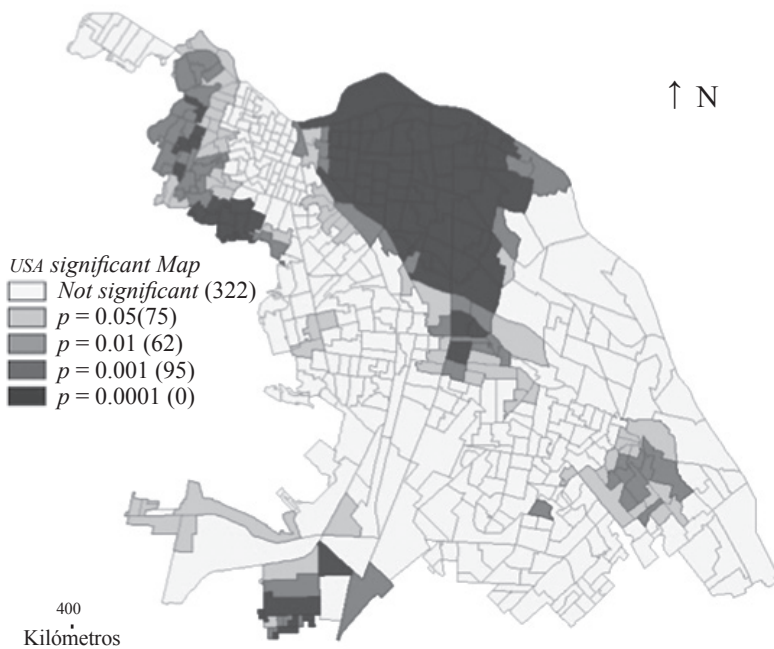 ↑ N
USA significant Map
Not significant (322)
p = 0.05(75)
p = 0.01 (62)
p = 0.001 (95)
p = 0.0001 (0)
400
Kilómetros